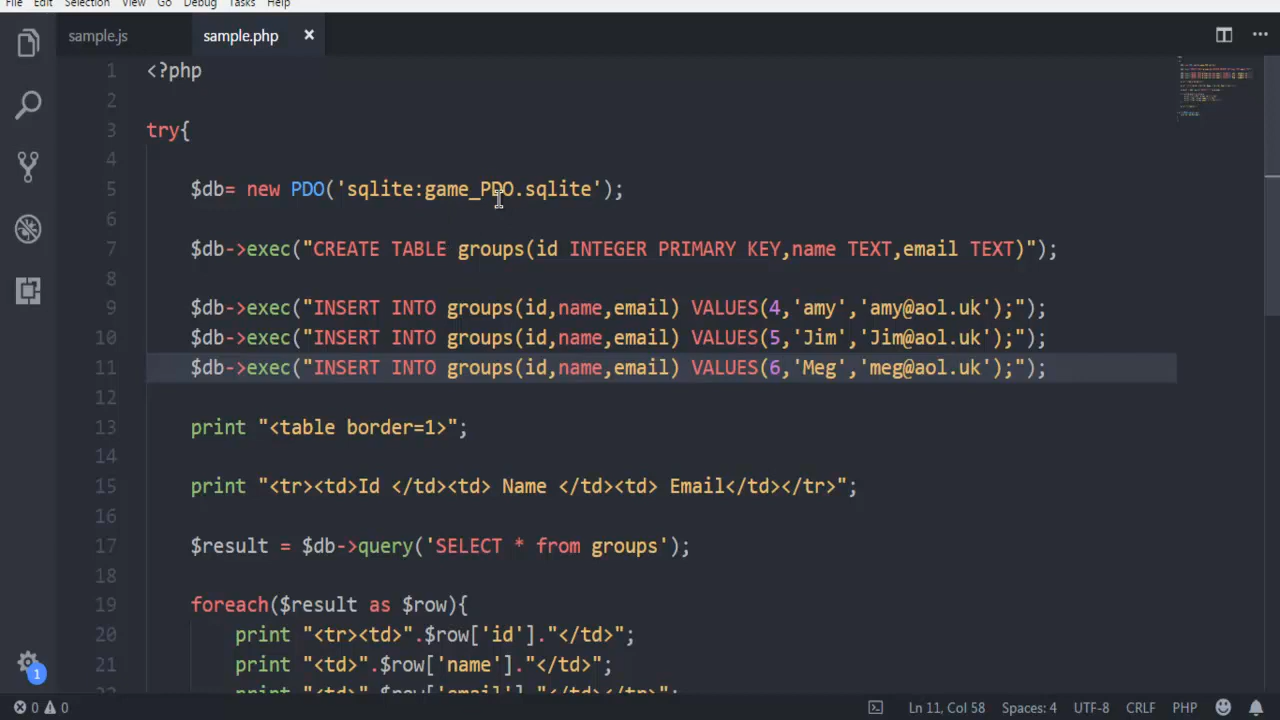 File Edit Selection View Go Debug Tasks Help
sample.js sample.php ×
1 <?php
2
3 try{
4
5 $db= new PDO('sqlite:game_PDO.sqlite');
6
7 $db->exec("CREATE TABLE groups(id INTEGER PRIMARY KEY,name TEXT,email TEXT)");
8
9 $db->exec("INSERT INTO groups(id,name,email) VALUES(4,'amy','amy@aol.uk');");
10 $db->exec("INSERT INTO groups(id,name,email) VALUES(5,'Jim','Jim@aol.uk');");
11 $db->exec("INSERT INTO groups(id,name,email) VALUES(6,'Meg','meg@aol.uk');");
12
13 print "<table border=1>";
14
15 print "<tr><td>Id </td><td> Name </td><td> Email</td></tr>";
16
17 $result = $db->query('SELECT * from groups');
18
19 foreach($result as $row){
20 print "<tr><td>".$row['id']."</td>";
21 print "<td>".$row['name']."</td>";
22 print "<td>".$row['email']."</td></tr>";
1
0 0 Ln 11, Col 58 Spaces: 4 UTF-8 CRLF PHP